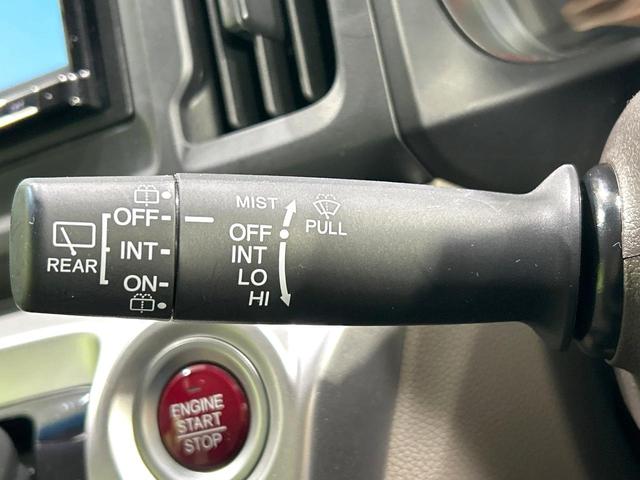 OFF
INT
ON
REAR
MIST
OFF
INT
LO
HI
PULL
ENGINE
START
STOP